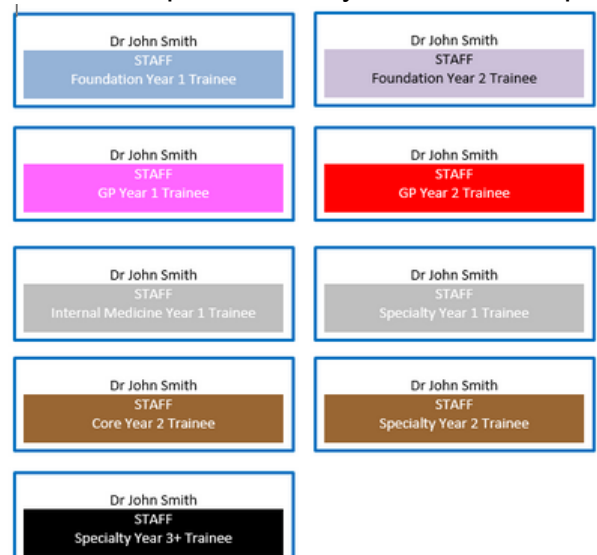 Dr John Smith
STAFF
Foundation Year 1 Trainee
Dr John Smith
STAFF
Foundation Year 2 Trainee
Dr John Smith
STAFF
GP Year 1 Trainee
Dr John Smith
STAFF
GP Year 2 Trainee
Dr John Smith
STAFF
Internal Medicine Year 1 Trainee
Dr John Smith
STAFF
Specialty Year 1 Trainee
Dr John Smith
STAFF
Core Year 2 Trainee
Dr John Smith
STAFF
Specialty Year 2 Trainee
Dr John Smith
STAFF
Specialty Year 3+ Trainee